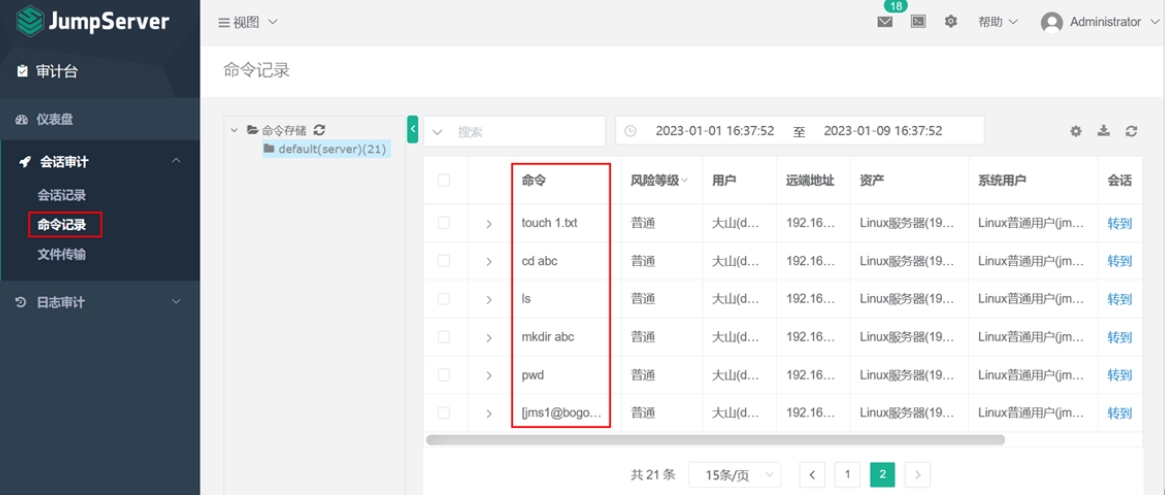 JumpServer
视图
18
帮助
Administrator
审计台
命令记录
仪表盘
会话审计
会话记录
命令记录
文件传输
日志审计
命令存储
default(server)(21)
搜索
2023-01-01 16:37:52 至 2023-01-09 16:37:52
命令 风险等级 用户 远端地址 资产 系统用户 会话
touch 1.txt 普通 大山(d... 192.16... Linux服务器(19... Linux普通用户(jm... 转到
cd abc 普通 大山(d... 192.16... Linux服务器(19... Linux普通用户(jm... 转到
ls 普通 大山(d... 192.16... Linux服务器(19... Linux普通用户(jm... 转到
mkdir abc 普通 大山(d... 192.16... Linux服务器(19... Linux普通用户(jm... 转到
pwd 普通 大山(d... 192.16... Linux服务器(19... Linux普通用户(jm... 转到
[jms1@bogo... 普通 大山(d... 192.16... Linux服务器(19... Linux普通用户(jm... 转到
共 21 条 15条/页 1 2